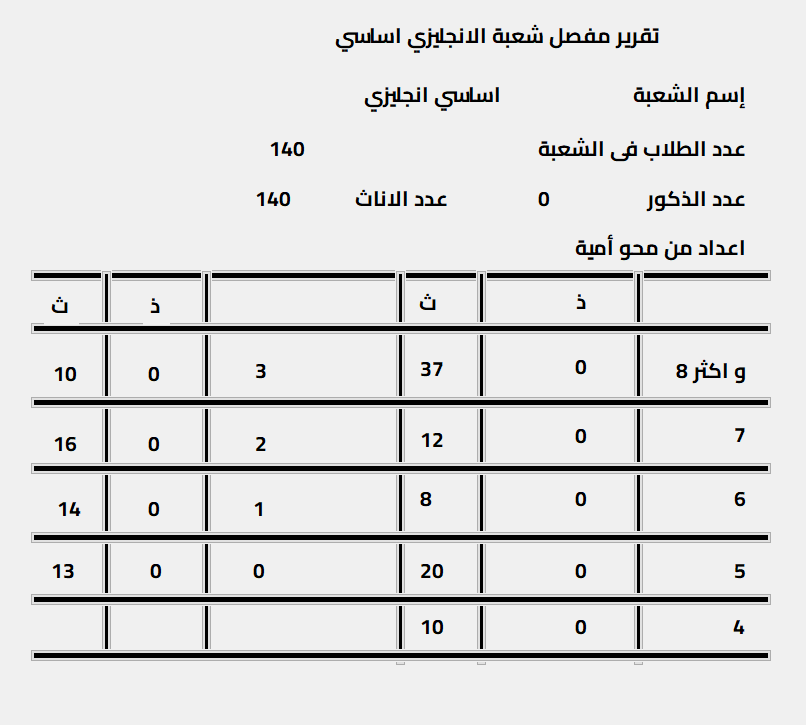 تقرير مفصل شعبة الانجليزي اساسي
إسم الشعبة اساسي انجليزي
عدد الطلاب فى الشعبة 140
عدد الذكور 0 عدد الاناث 140
اعداد من محو أمية
ذ ث ذ ث
و اكثر 8 0 37 3 0 10
7 0 12 2 0 16
6 0 8 1 0 14
5 0 20 0 0 13
4 0 10